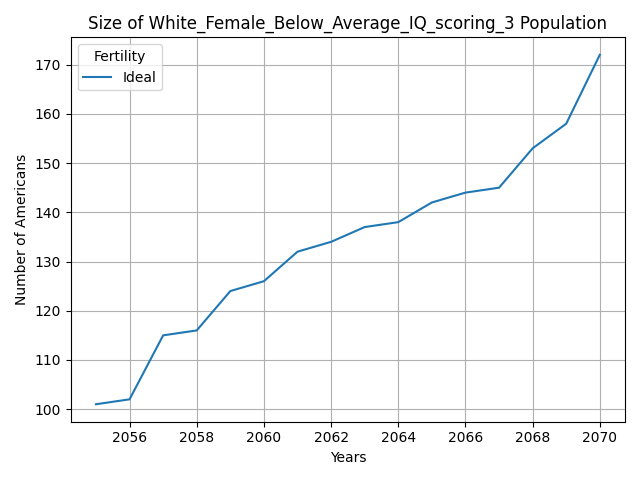 Size of White_Female_Below_Average_IQ_scoring_3 Population
Fertility
Ideal
Number of Americans
170
160
150
140
130
120
110
100
2056 2058 2060 2062 2064 2066 2068 2070
Years